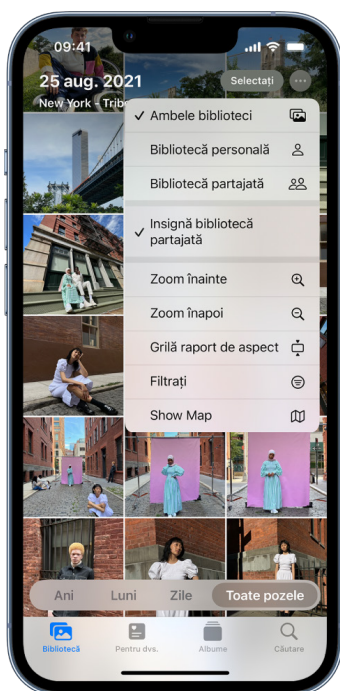 09:41
25 aug. 2021
Selectați
New York - Tribe
Ambele biblioteci
Bibliotecă personală
Bibliotecă partajată
Insignă bibliotecă
partajată
Zoom înainte
Zoom înapoi
Grilă raport de aspect
Filtrați
Show Map
Ani Luni Zile Toate pozele
Bibliotecă Pentru dvs. Albume Căutare